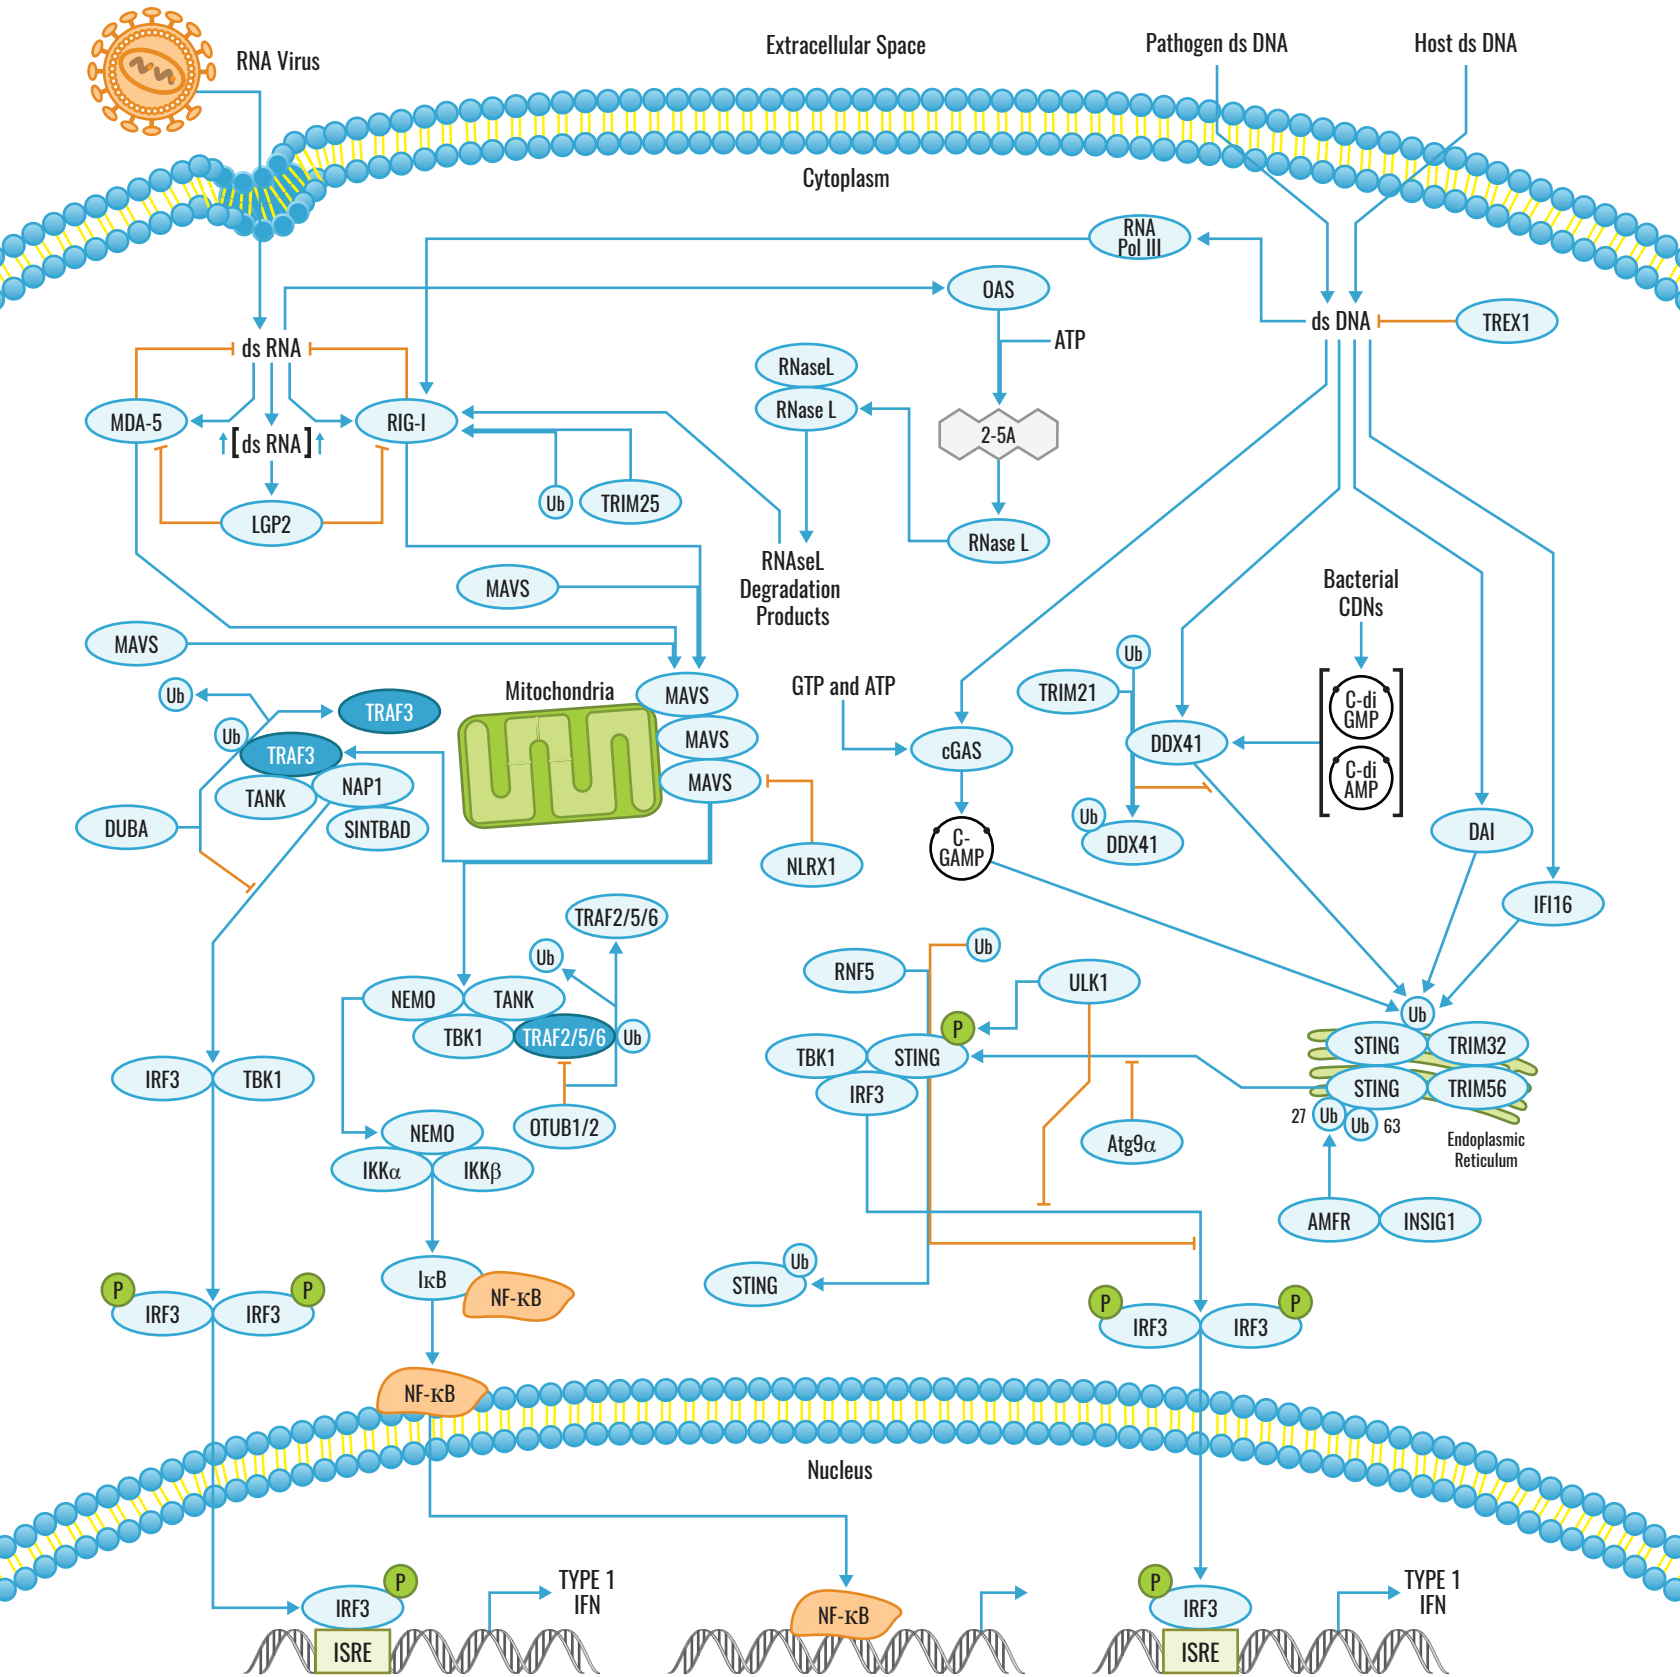 RNA Virus
Extracellular Space
Pathogen ds DNA
Host ds DNA
Cytoplasm
RNA
Pol III
OAS
ATP
ds DNA
TREX1
ds RNA
RNaseL
RNase L
MDA-5
RIG-I
[ds RNA]
2-5A
LGP2
Ub
TRIM25
RNase L
RNAseL
Degradation
Products
MAVS
MAVS
Bacterial
CDNs
Ub
TRIM21
Ub
TRAF3
Ub
TRAF3
TANK
NAP1
SINTBAD
DUBA
Mitochondria
MAVS
MAVS
MAVS
NLRX1
GTP and ATP
cGAS
C-
GAMP
DDX41
Ub
DDX41
C-di
GMP
C-di
AMP
DAI
IFI16
TRAF2/5/6
Ub
NEMO
TANK
TBK1
TRAF2/5/6
Ub
OTUB1/2
RNF5
Ub
ULK1
P
TBK1
STING
IRF3
Atg9α
Ub
STING
TRIM32
STING
TRIM56
27
Ub
Ub
63
Endoplasmic
Reticulum
AMFR
INSIG1
IRF3
TBK1
NEMO
IKKα
IKKβ
IκB
NF-κB
STING
Ub
P
IRF3
IRF3
P
P
IRF3
IRF3
P
NF-κB
Nucleus
P
IRF3
ISRE
TYPE 1
IFN
NF-κB
P
IRF3
ISRE
TYPE 1
IFN